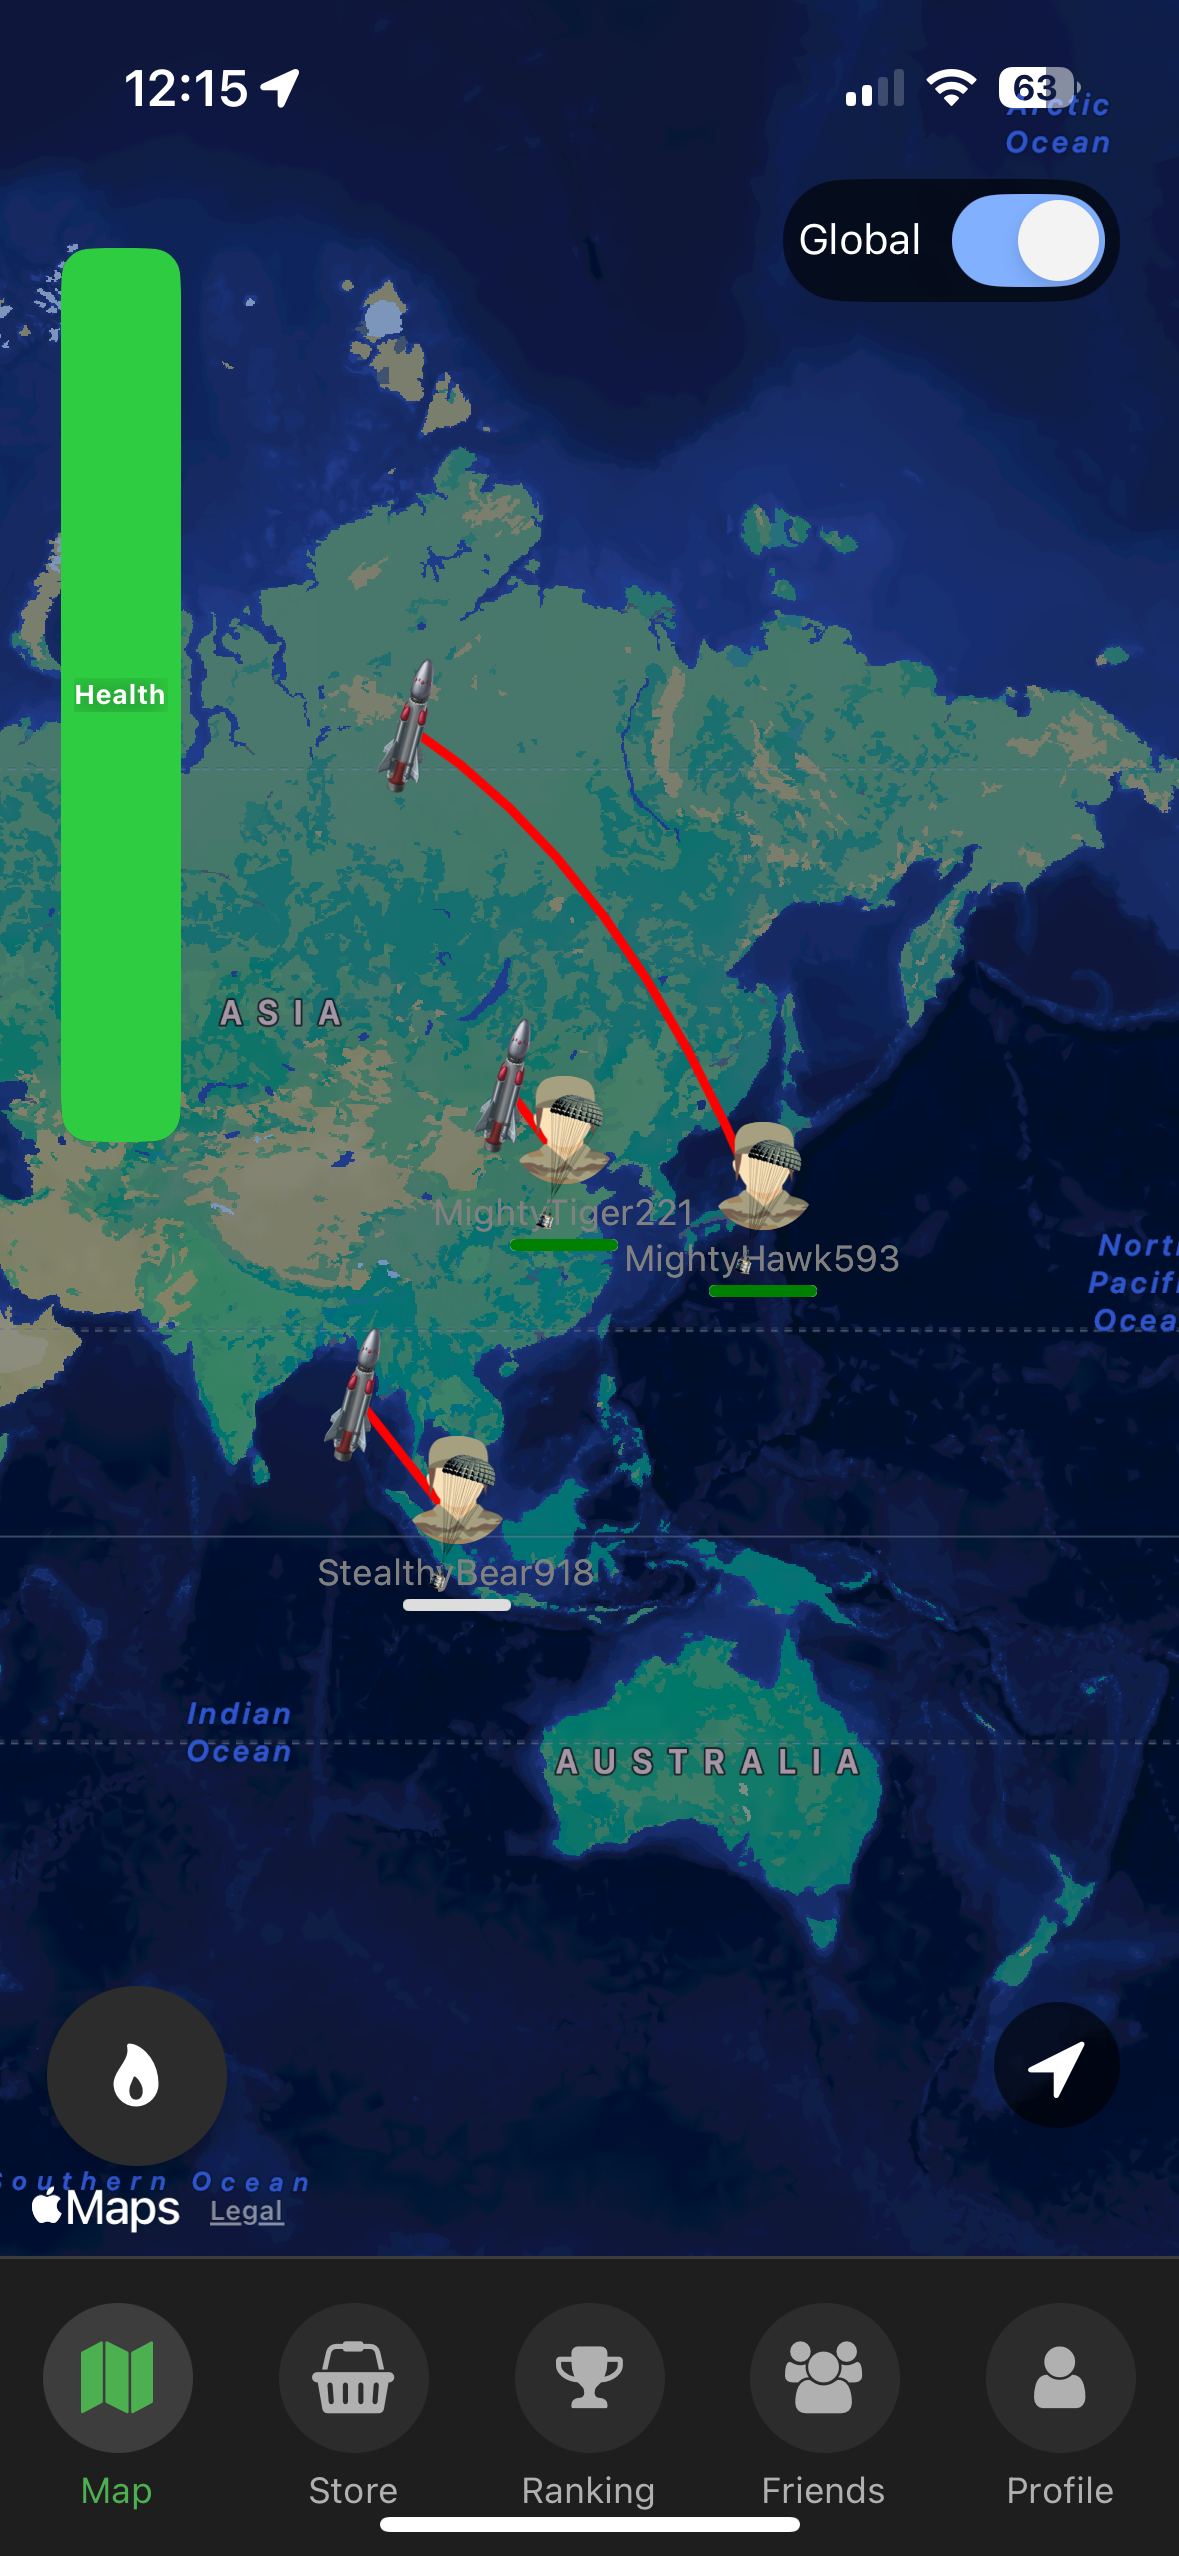 12:15
63
Arctic
Ocean
Global
Health
ASIA
MightyTiger221
MightyHawk593
North
Pacific
Ocea
StealthyBear918
Indian
Ocean
AUSTRALIA
Southern Ocean
Maps
Legal
Map
Store
Ranking
Friends
Profile